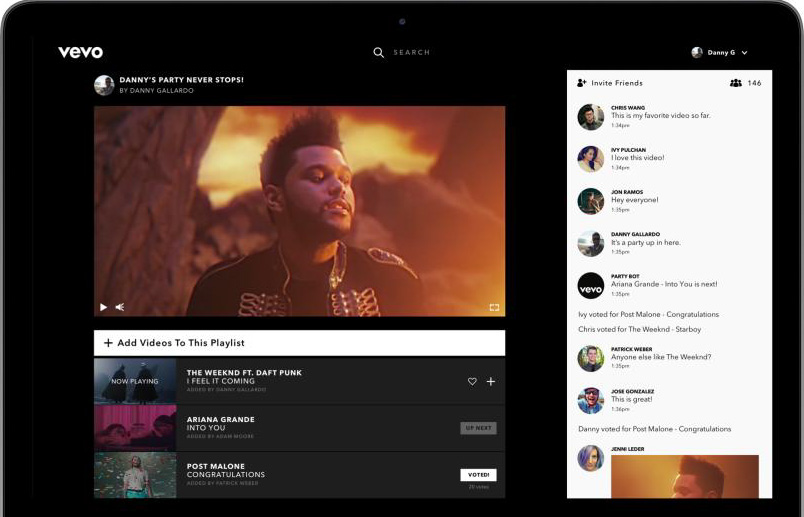 vevo
SEARCH
Danny G
DANNY'S PARTY NEVER STOPS!
BY DANNY GALLARDO
+ Add Videos To This Playlist
NOW PLAYING
THE WEEKND FT. DAFT PUNK
I FEEL IT COMING
ADDED BY DANNY GALLARDO
ARIANA GRANDE
INTO YOU
ADDED BY ADAM MOORE
UP NEXT
POST MALONE
CONGRATULATIONS
ADDED BY PATRICK WEBER
VOTED!
20 votes
Invite Friends
146
CHRIS WANG
This is my favorite video so far.
1:34pm
IVY PULCHAN
I love this video!
1:34pm
JON RAMOS
Hey everyone!
1:35pm
DANNY GALLARDO
It's a party up in here.
1:35pm
vevo
PARTY BOT
Ariana Grande - Into You is next!
1:35pm
Ivy voted for Post Malone - Congratulations
Chris voted for The Weeknd - Starboy
PATRICK WEBER
Anyone else like The Weeknd?
1:35pm
JOSE GONZALEZ
This is great!
1:36pm
Danny voted for Post Malone - Congratulations
JENNI LEDER